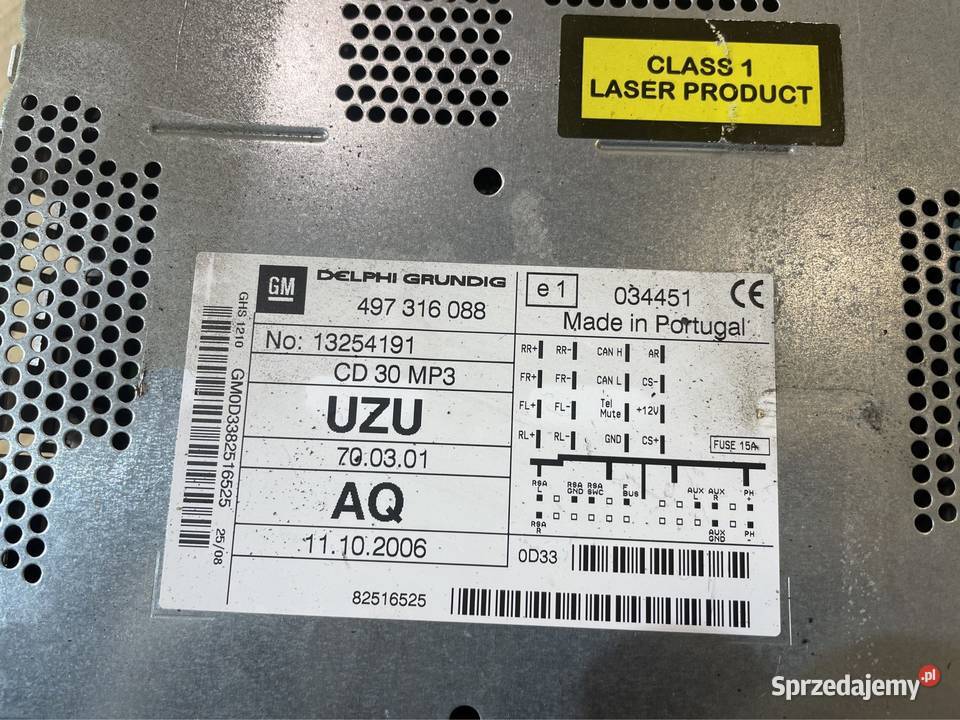 CLASS 1
LASER PRODUCT
GHS 1210 GM0D3382516525 25/08
GM
DELPHI GRUNDIG
497 316 088
No: 13254191
CD 30 MP3
UZU
70.03.01
AQ
11.10.2006
e 1
034451 CE
Made in Portugal
RR+ RR- CAN H AR
FR+ FR- CAN L CS-
FL+ FL- Tel Mute +12V
RL+ RL- GND CS+
FUSE 15A
RSA L RSA GND RSA SWC F BUS AUX L AUX R PH +
RSA R AUX GND PH -
0D33
82516525
Sprzedajemy.pl